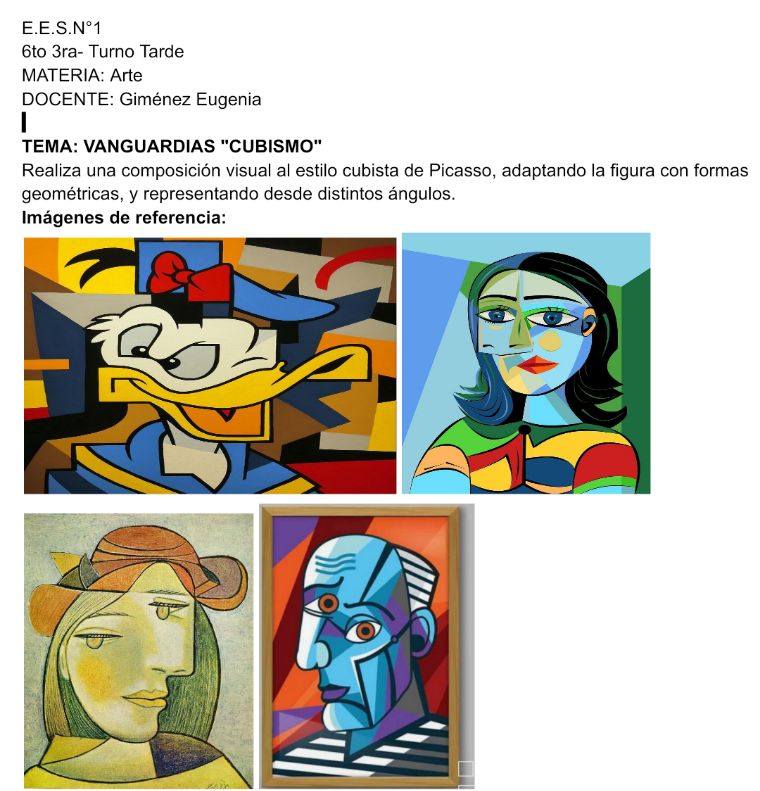 E.E.S.N°1
6to 3ra- Turno Tarde
MATERIA: Arte
DOCENTE: Giménez Eugenia
TEMA: VANGUARDIAS "CUBISMO"
Realiza una composición visual al estilo cubista de Picasso, adaptando la figura con formas
geométricas, y representando desde distintos ángulos.
Imágenes de referencia: